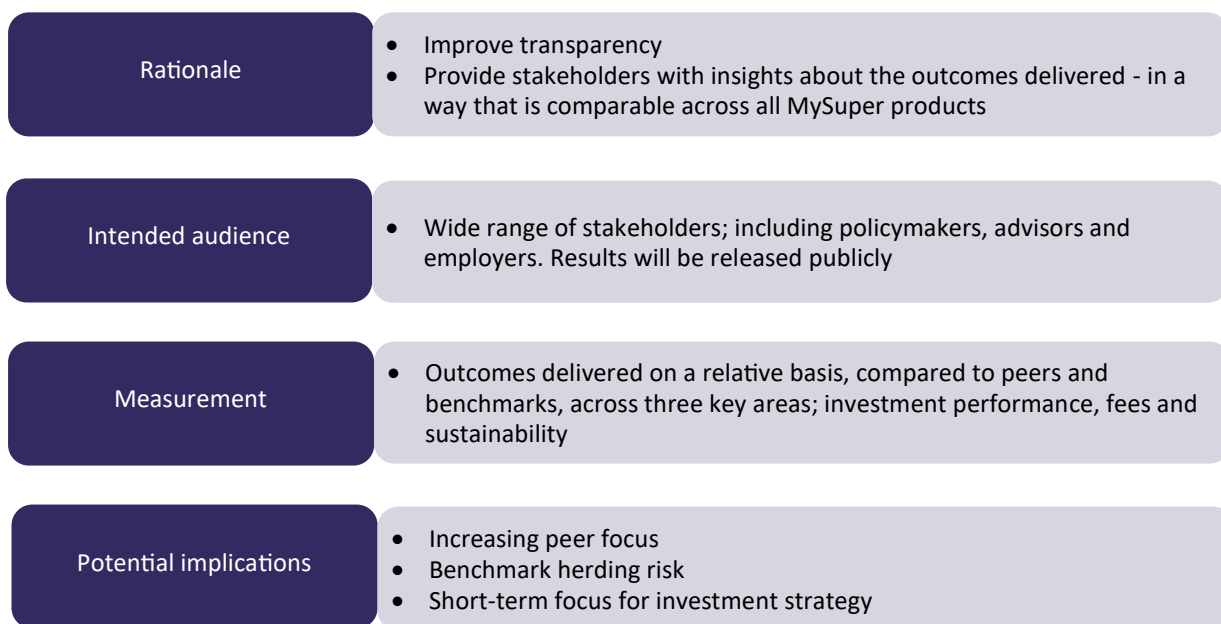 Rationale
• Improve transparency
• Provide stakeholders with insights about the outcomes delivered - in a
way that is comparable across all MySuper products
Intended audience
• Wide range of stakeholders; including policymakers, advisors and
employers. Results will be released publicly
Measurement
• Outcomes delivered on a relative basis, compared to peers and
benchmarks, across three key areas; investment performance, fees and
sustainability
Potential implications
• Increasing peer focus
• Benchmark herding risk
• Short-term focus for investment strategy